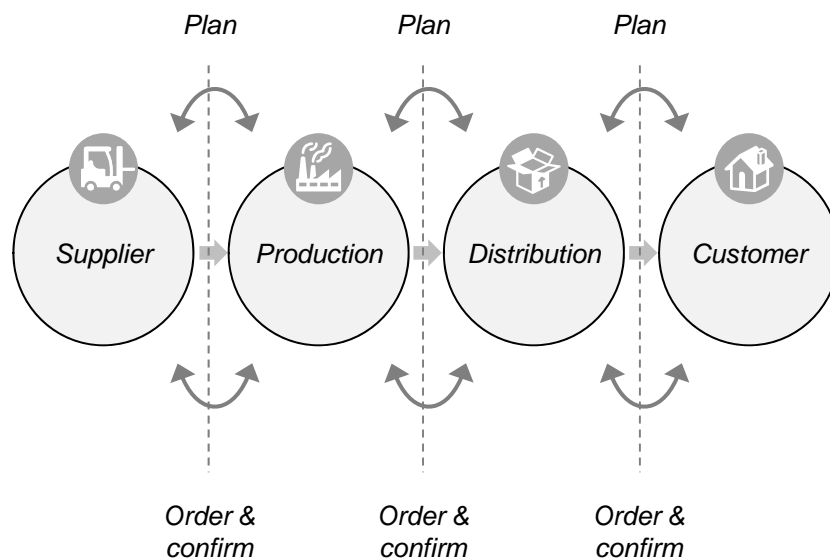 Plan Plan Plan
Supplier Production Distribution Customer
Order & Order & Order &
confirm confirm confirm